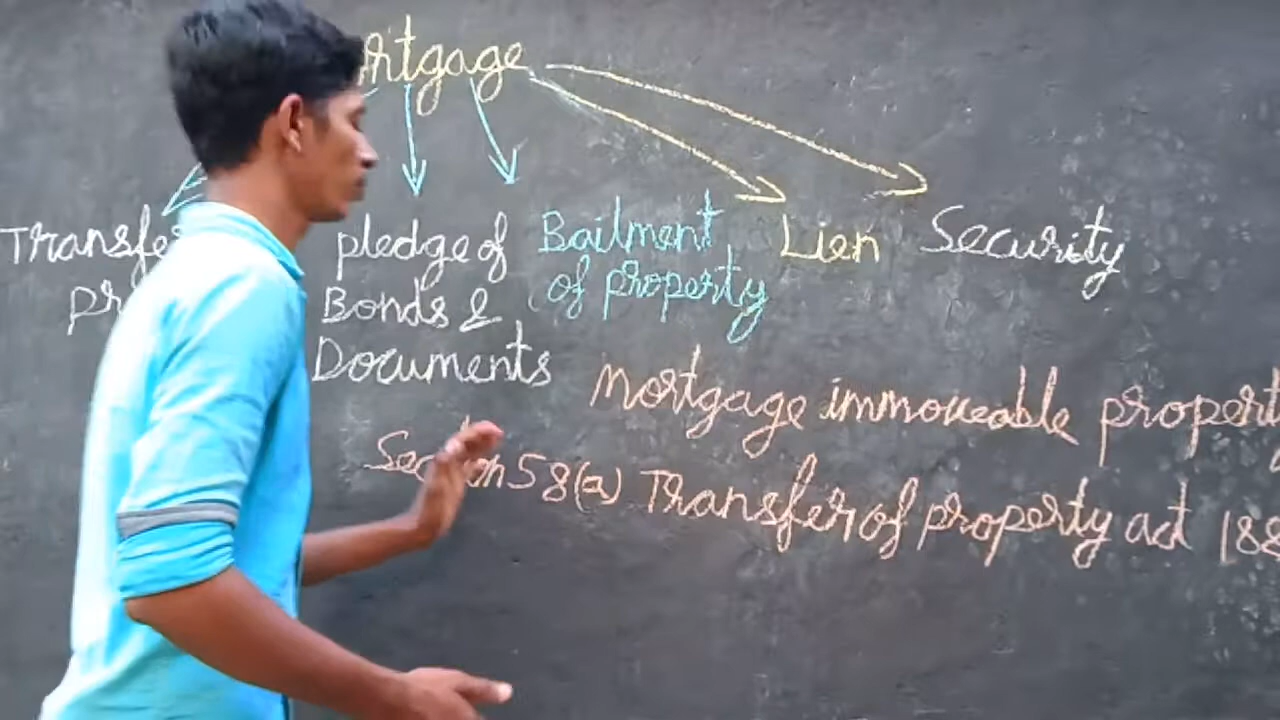 rtgage
Transfe
pr
pledge of
Bonds &
Documents
Bailment
of property
Lien
Security
Mortgage immoveable propert
Section 58(a) Transfer of property act 188